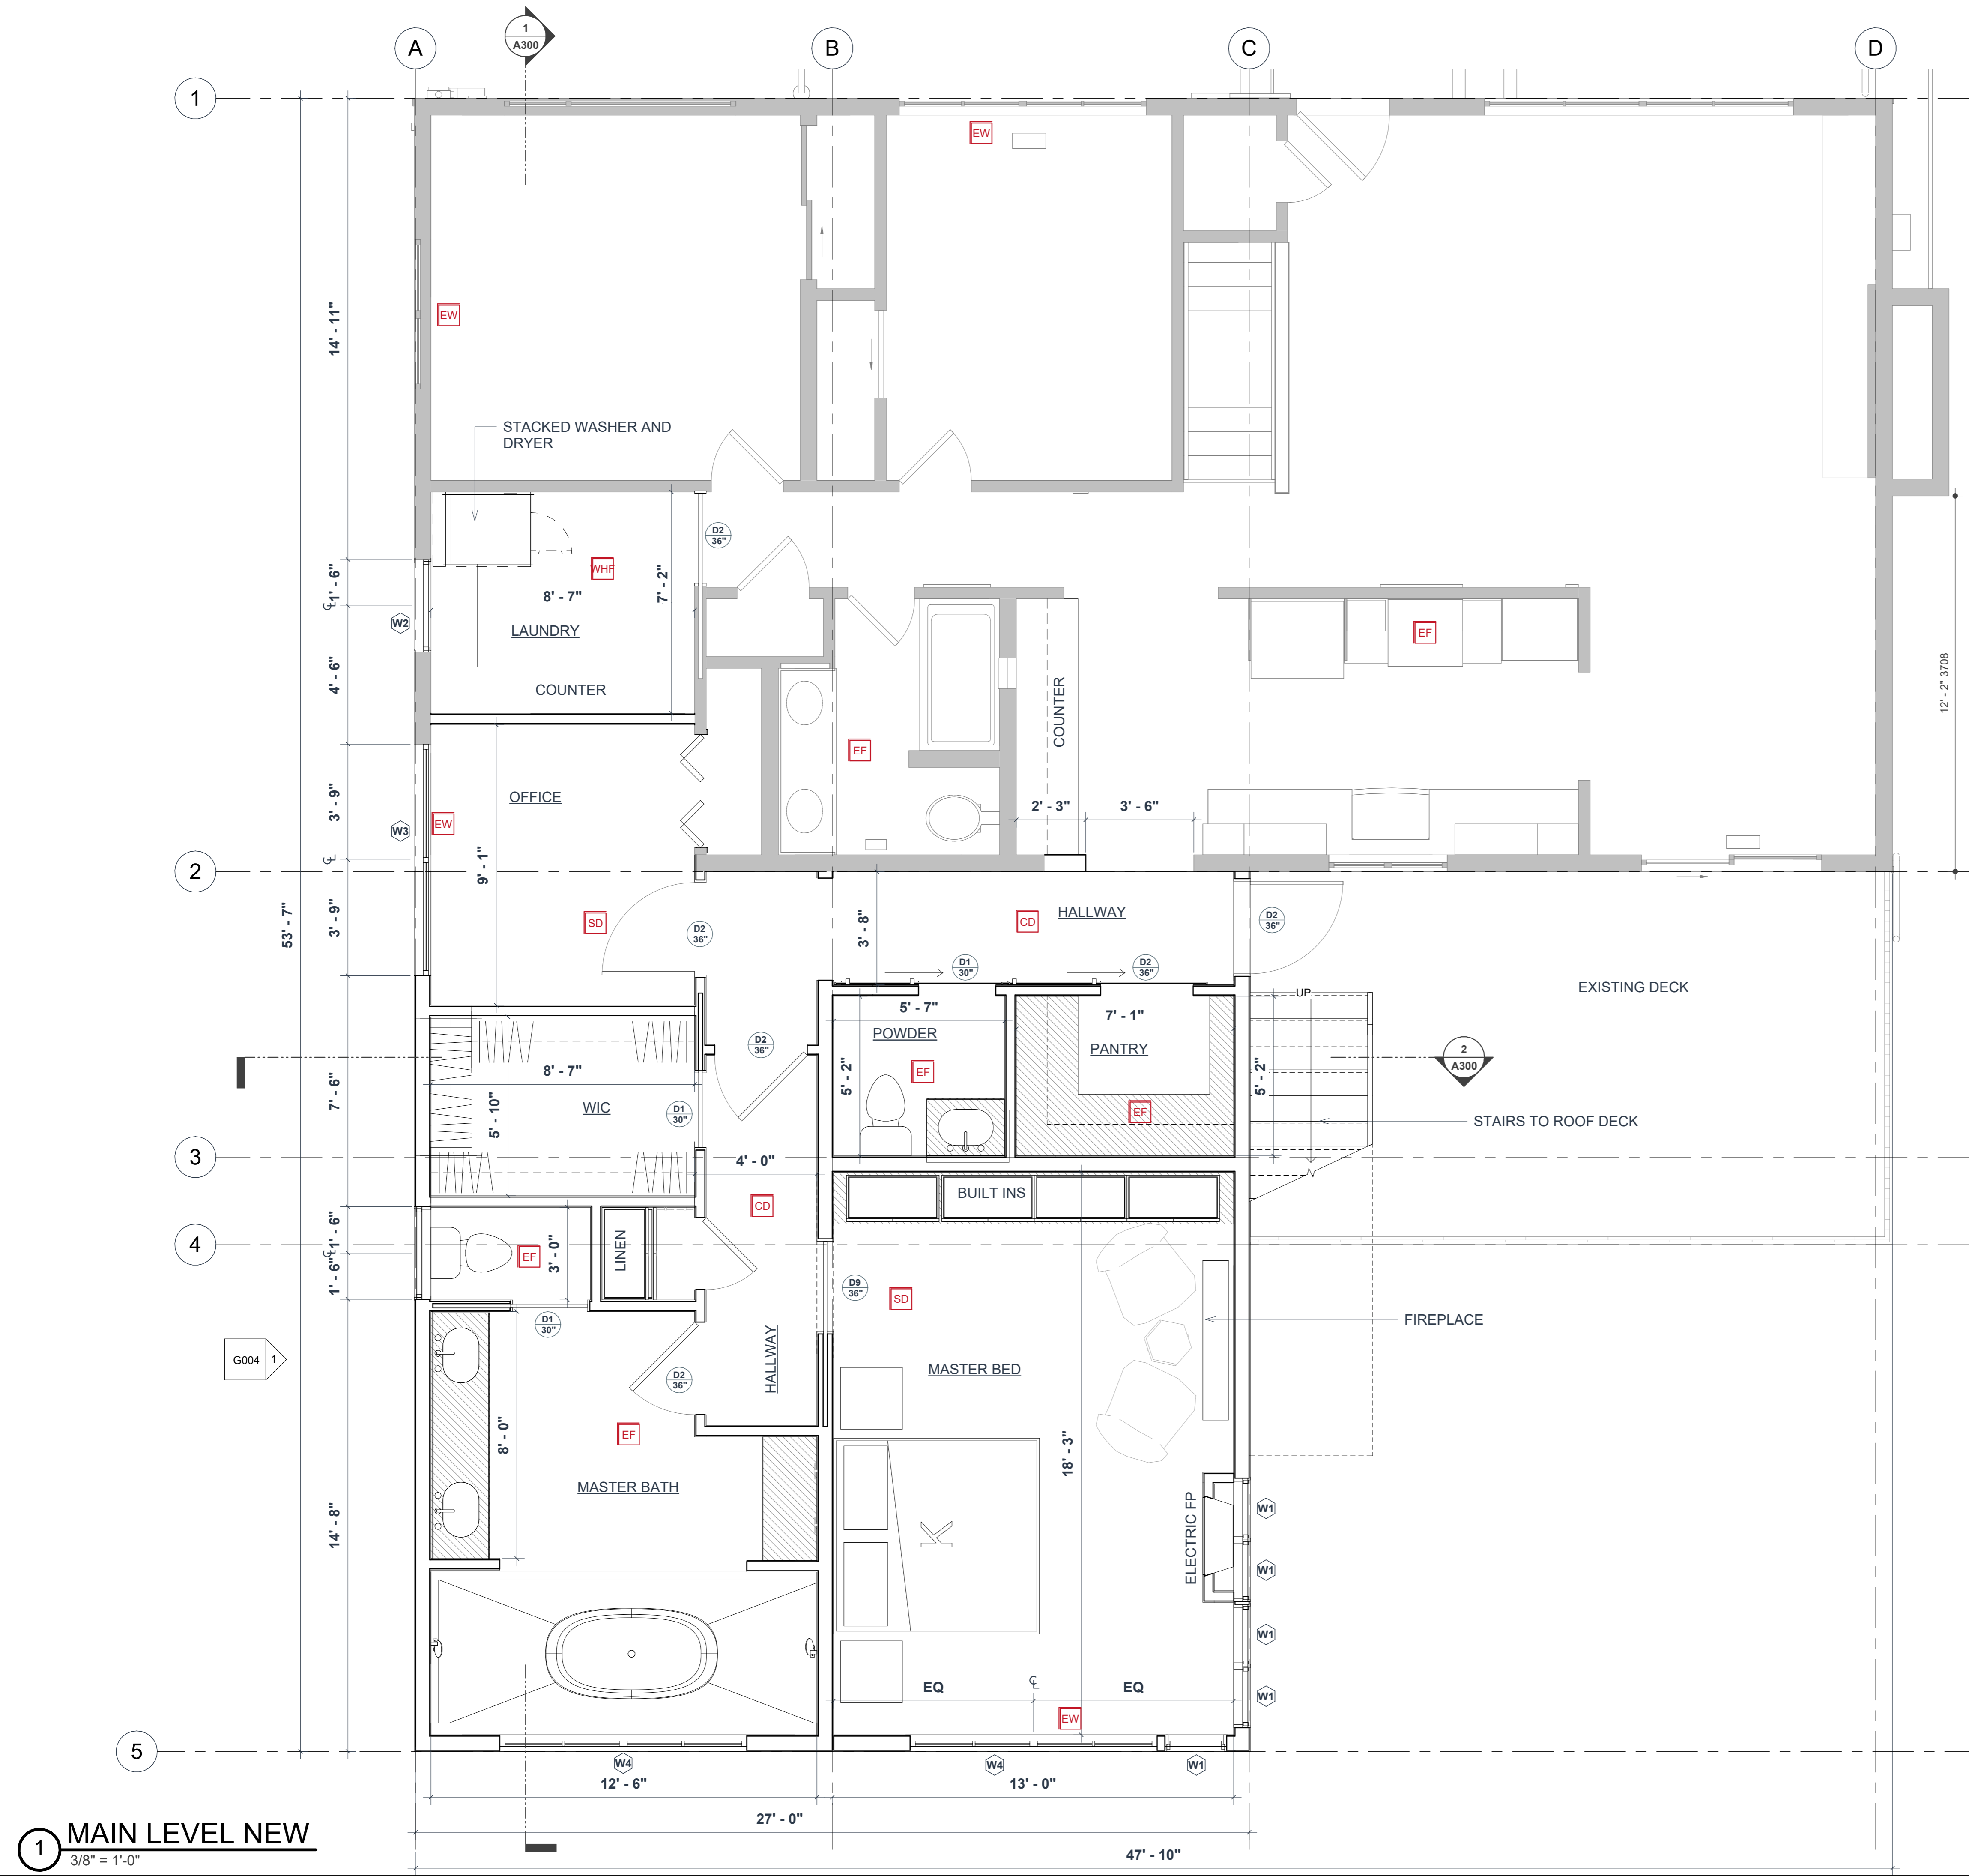 1
A300
A
B
C
D
1
EW
EW
14' - 11"
STACKED WASHER AND
DRYER
D2
36"
WHF
1' - 6"
℄
8' - 7"
7' - 2"
W2
LAUNDRY
EF
4' - 6"
COUNTER
COUNTER
12' - 2" 3708
EF
OFFICE
3' - 9"
W3
EW
2' - 3"
3' - 6"
℄
2
9' - 1"
53' - 7"
3' - 9"
SD
D2
36"
3' - 8"
CD
HALLWAY
D2
36"
D1
30"
D2
36"
EXISTING DECK
UP
5' - 7"
7' - 1"
POWDER
PANTRY
D2
36"
2
A300
8' - 7"
EF
5' - 2"
5' - 2"
7' - 6"
WIC
5' - 10"
D1
30"
EF
STAIRS TO ROOF DECK
3
4' - 0"
BUILT INS
CD
4
1' - 6"
℄
1' - 6"
EF
3' - 0"
LINEN
D9
36"
SD
D1
30"
FIREPLACE
G004
1
HALLWAY
D2
36"
MASTER BED
8' - 0"
EF
18' - 3"
MASTER BATH
14' - 8"
K
ELECTRIC FP
W1
W1
W1
EQ
℄
EQ
W1
EW
5
W4
W4
W1
12' - 6"
13' - 0"
27' - 0"
1
MAIN LEVEL NEW
3/8" = 1'-0"
47' - 10"